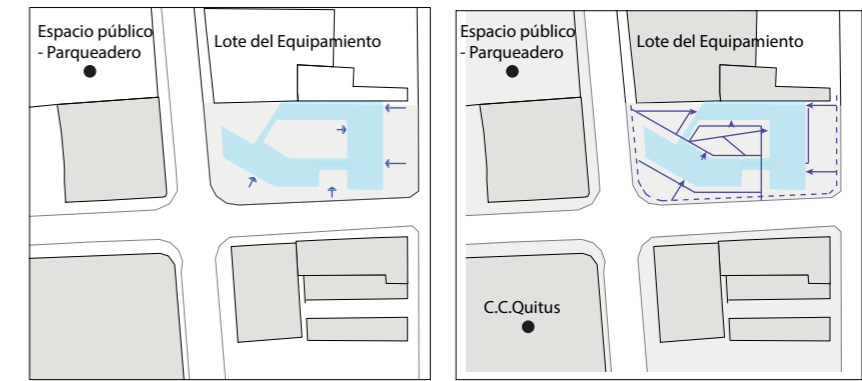 Espacio público
- Parqueadero
Lote del Equipamiento
Espacio público
- Parqueadero
Lote del Equipamiento
C.C.Quitus